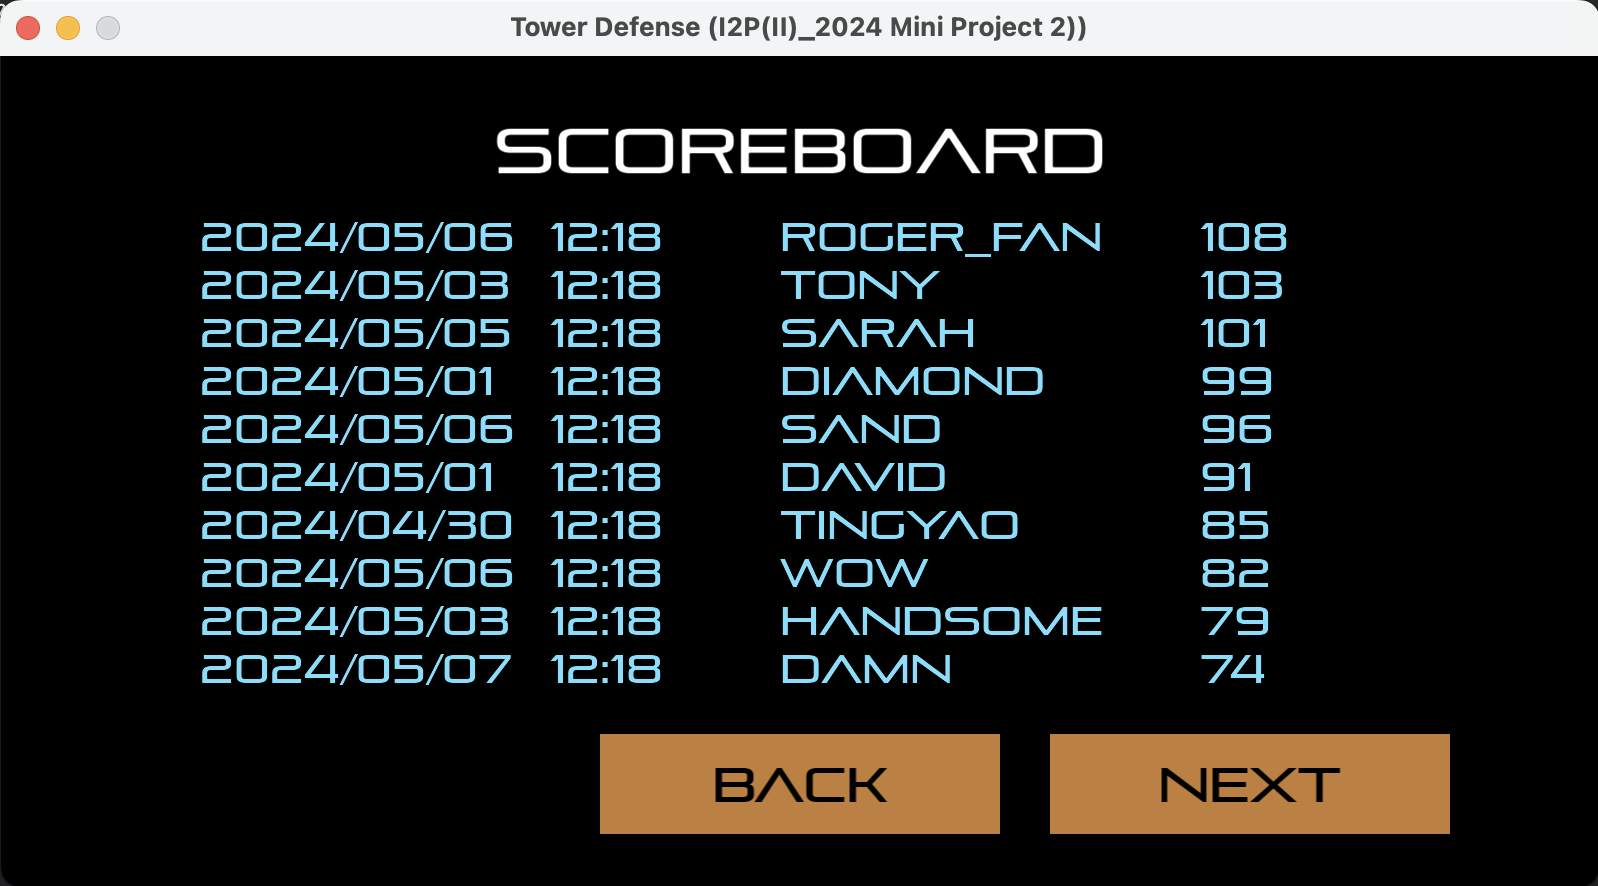 Tower Defense (I2P(II)_2024 Mini Project 2))
SCOREBOARD
2024/05/06 12:18 ROGER_FAN 108
2024/05/03 12:18 TONY 103
2024/05/05 12:18 SARAH 101
2024/05/01 12:18 DIAMOND 99
2024/05/06 12:18 SAND 96
2024/05/01 12:18 DAVID 91
2024/04/30 12:18 TINGYAO 85
2024/05/06 12:18 WOW 82
2024/05/03 12:18 HANDSOME 79
2024/05/07 12:18 DAMN 74
BACK NEXT